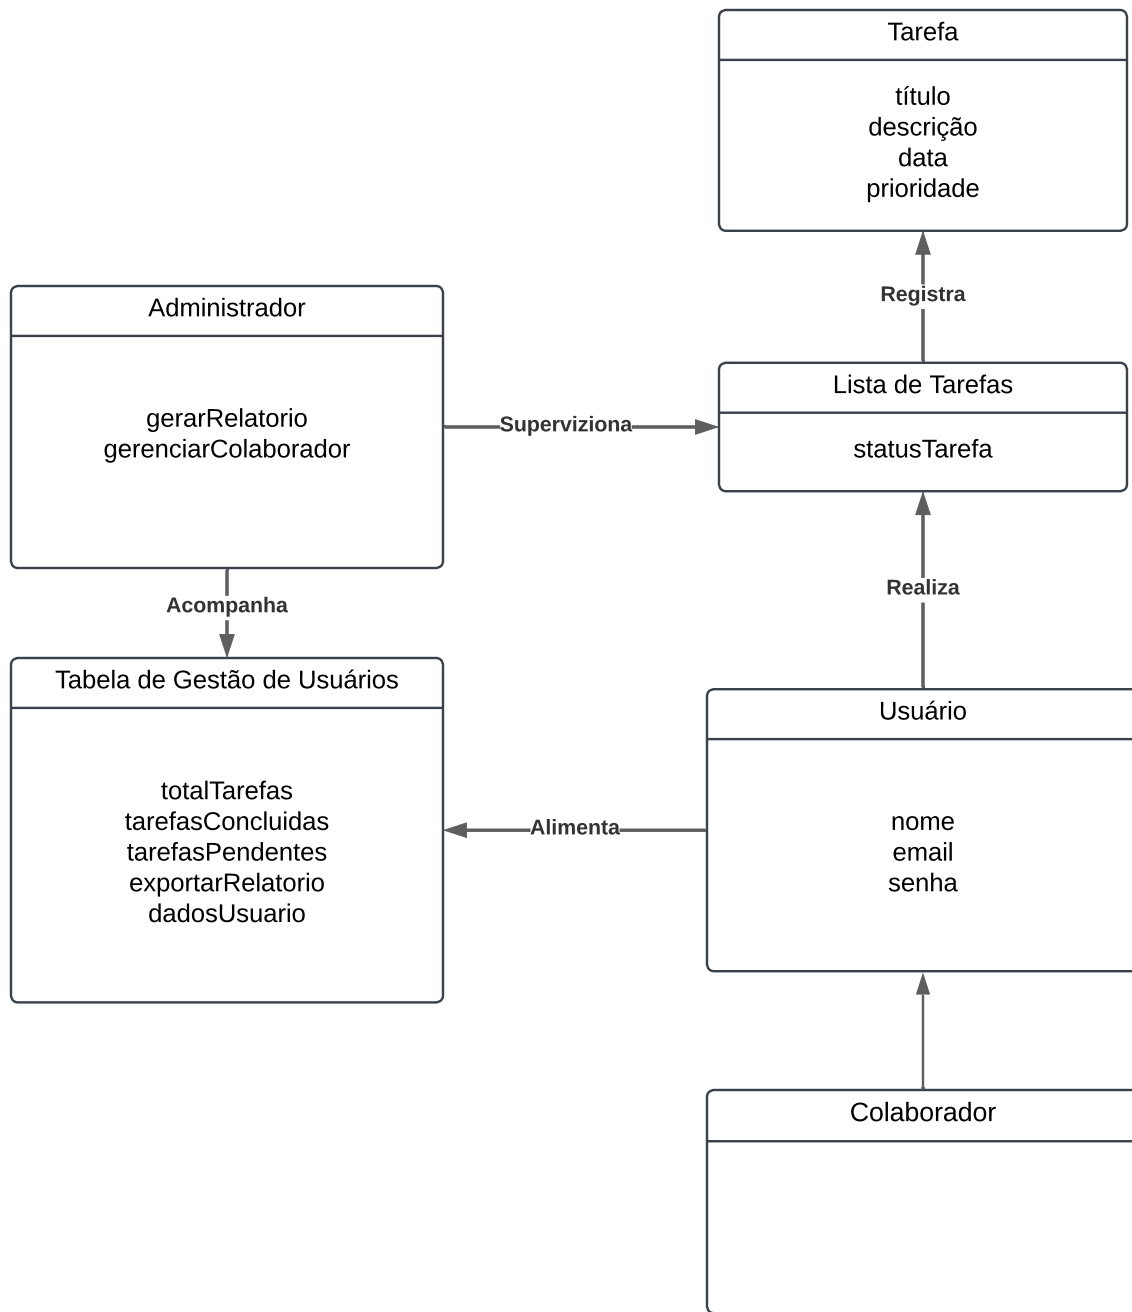 Tarefa
título
descrição
data
prioridade
Registra
Administrador
gerarRelatorio
gerenciarColaborador
Superviziona
Lista de Tarefas
statusTarefa
Acompanha
Realiza
Tabela de Gestão de Usuários
totalTarefas
tarefasConcluidas
tarefasPendentes
exportarRelatorio
dadosUsuario
Alimenta
Usuário
nome
email
senha
Colaborador